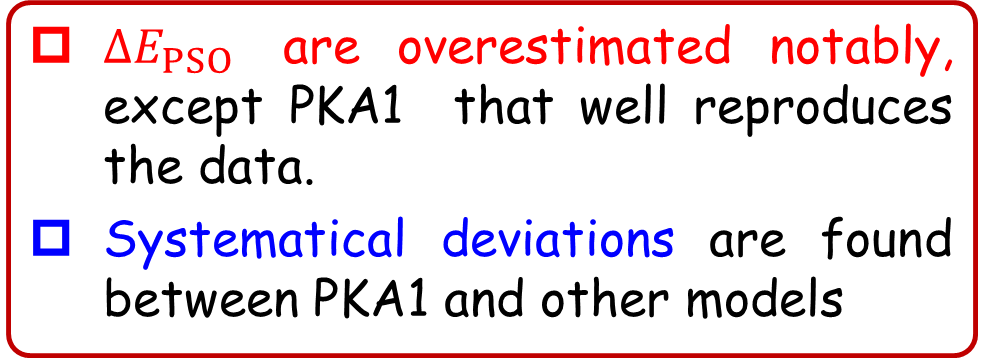 ΔE_PSO are overestimated notably,
except PKA1 that well reproduces
the data.
Systematical deviations are found
between PKA1 and other models